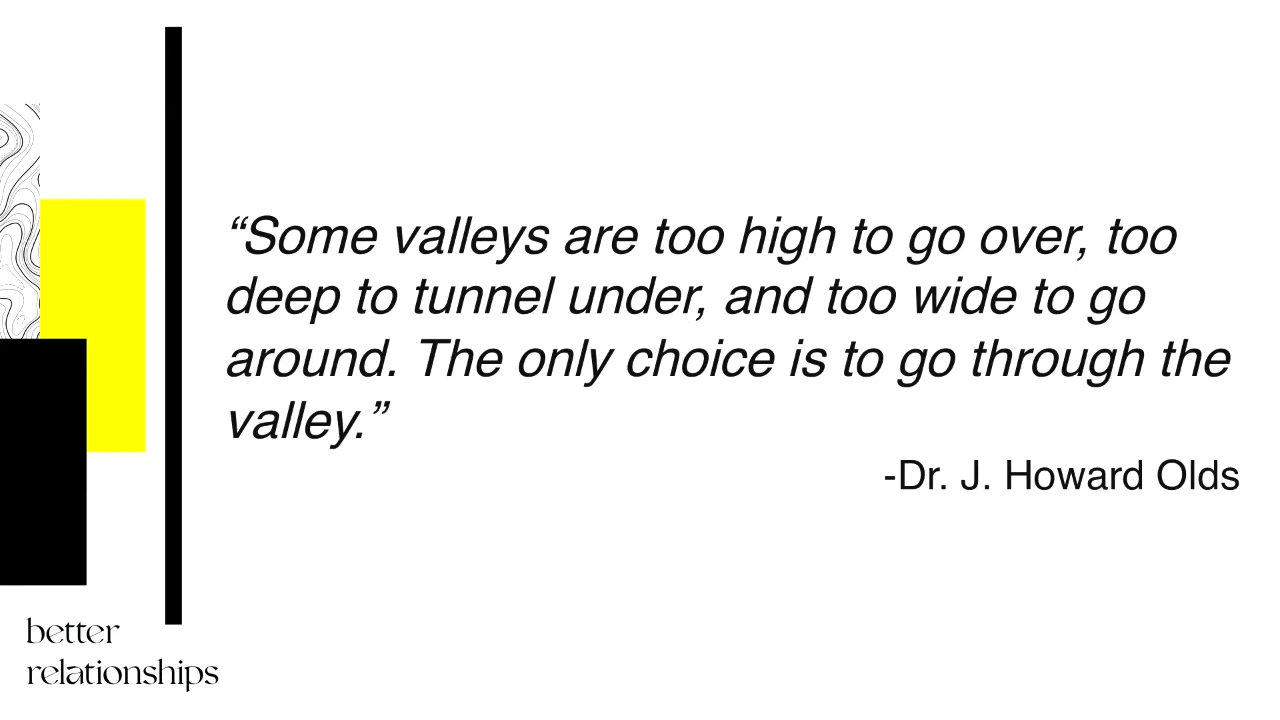 “Some valleys are too high to go over, too
deep to tunnel under, and too wide to go
around. The only choice is to go through the
valley.”
-Dr. J. Howard Olds
better
relationships